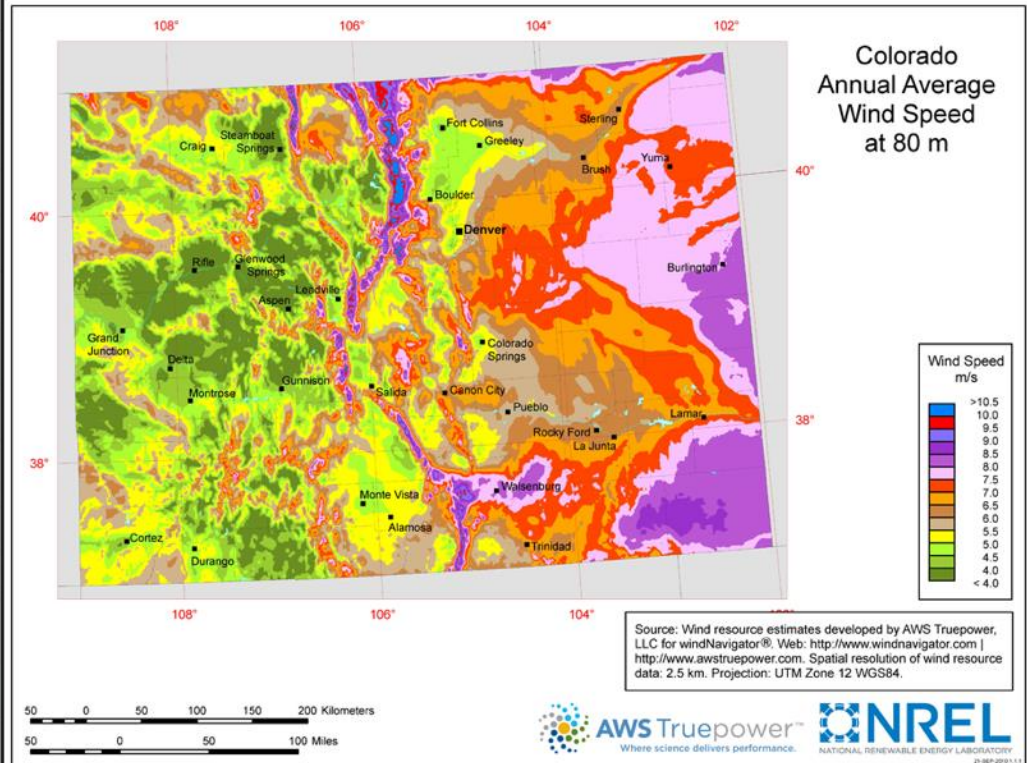 108°
106°
104°
102°
Colorado
Annual Average
Wind Speed
at 80 m
Fort Collins
Sterling
Steamboat
Springs
Craig
Greeley
Brush
Yuma
40°
Boulder
40°
Denver
Rifle
Glenwood
Springs
Burlington
Leadville
Aspen
Grand
Junction
Colorado
Springs
Delta
Gunnison
Montrose
Salida
Canon City
Pueblo
Lamar
Rocky Ford
La Junta
38°
38°
Walsenburg
Monte Vista
Alamosa
Cortez
Durango
Trinidad
108°
106°
104°
Wind Speed
m/s
>10.5
10.0
9.5
9.0
8.5
8.0
7.5
7.0
6.5
6.0
5.5
5.0
4.5
4.0
< 4.0
Source: Wind resource estimates developed by AWS Truepower,
LLC for windNavigator®. Web: http://www.windnavigator.com |
http://www.awstruepower.com. Spatial resolution of wind resource
data: 2.5 km. Projection: UTM Zone 12 WGS84.
50 0 50 100 150 200 Kilometers
50 0 50 100 Miles
AWS Truepower™
Where science delivers performance.
NREL
NATIONAL RENEWABLE ENERGY LABORATORY